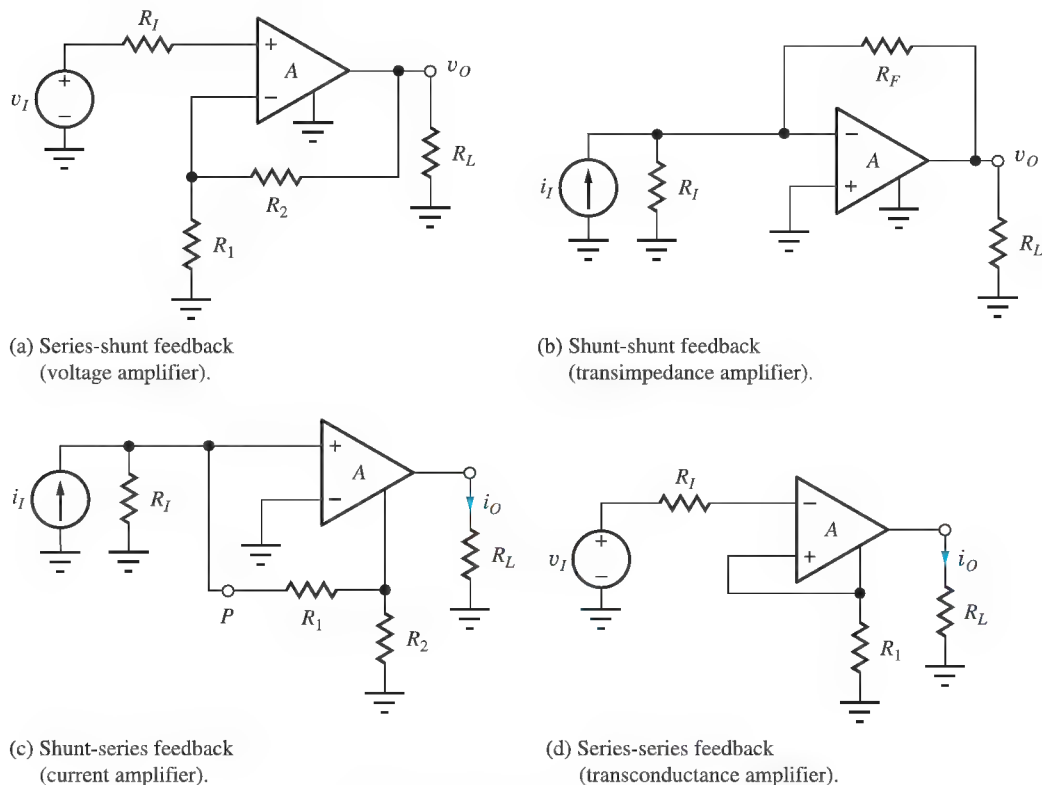 R_I
+
A
−
v_O
+
v_I
−
R_L
R_2
R_1
(a) Series-shunt feedback
(voltage amplifier).
R_F
−
A
v_O
i_I
R_I
+
R_L
(b) Shunt-shunt feedback
(transimpedance amplifier).
+
A
i_I
R_I
−
i_O
R_L
P
R_1
R_2
(c) Shunt-series feedback
(current amplifier).
R_I
−
A
+
v_I
−
+
i_O
R_L
R_1
(d) Series-series feedback
(transconductance amplifier).